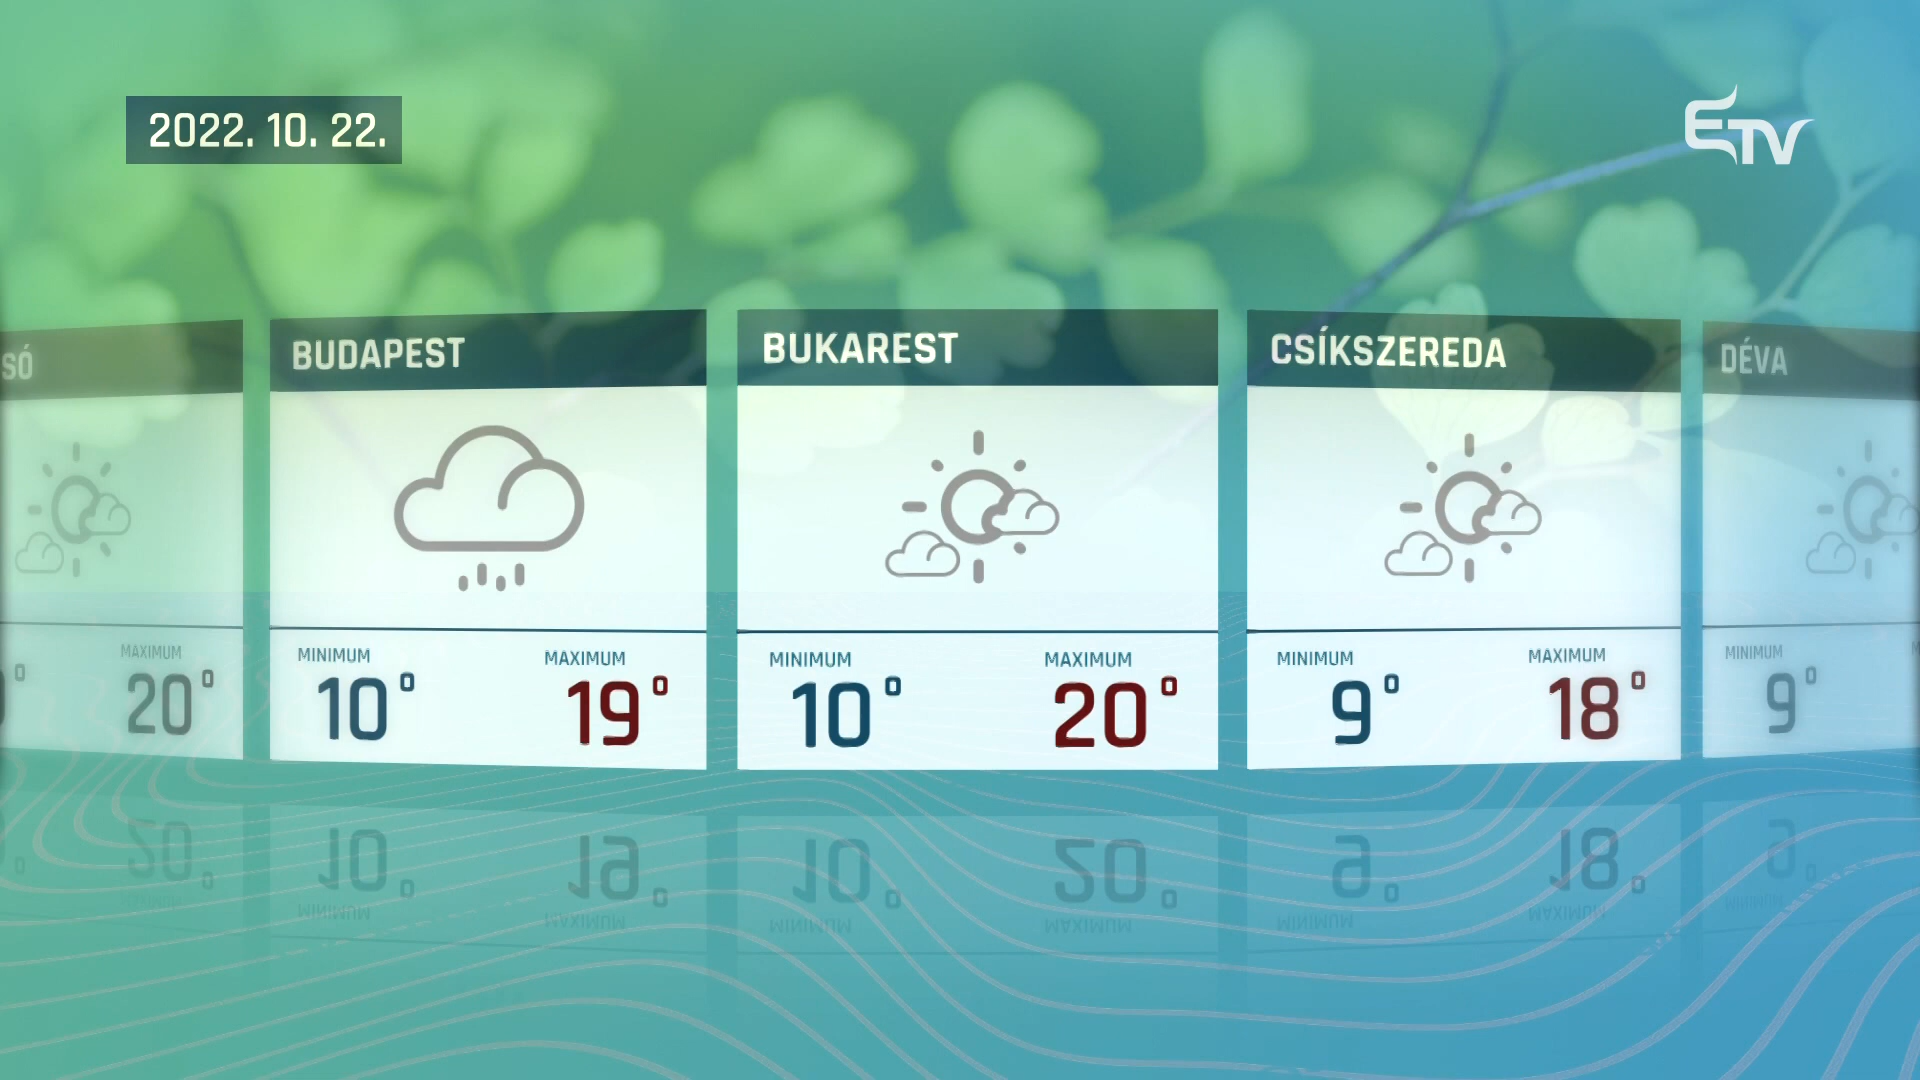 2022. 10. 22.
ETV
SÓ
MAXIMUM
20°
BUDAPEST
MINIMUM
10°
MAXIMUM
19°
BUKAREST
MINIMUM
10°
MAXIMUM
20°
CSÍKSZEREDA
MINIMUM
9°
MAXIMUM
18°
DÉVA
MINIMUM
9°